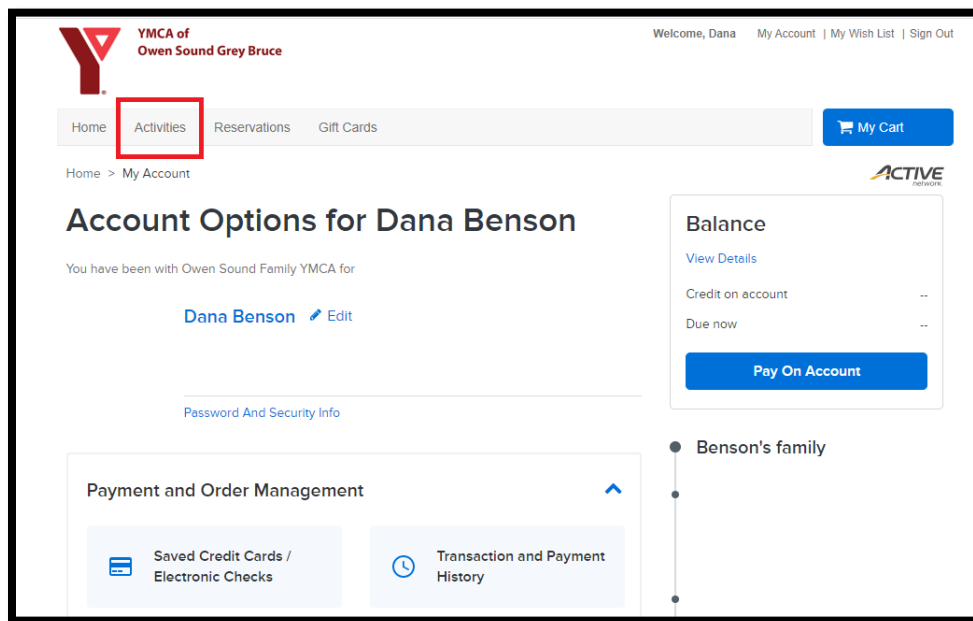 YMCA of
Owen Sound Grey Bruce
Welcome, Dana My Account | My Wish List | Sign Out
Home Activities Reservations Gift Cards
My Cart
Home > My Account
ACTIVE
network
Account Options for Dana Benson
You have been with Owen Sound Family YMCA for
Dana Benson Edit
Password And Security Info
Balance
View Details
Credit on account --
Due now --
Pay On Account
Benson's family
Payment and Order Management
Saved Credit Cards /
Electronic Checks
Transaction and Payment
History